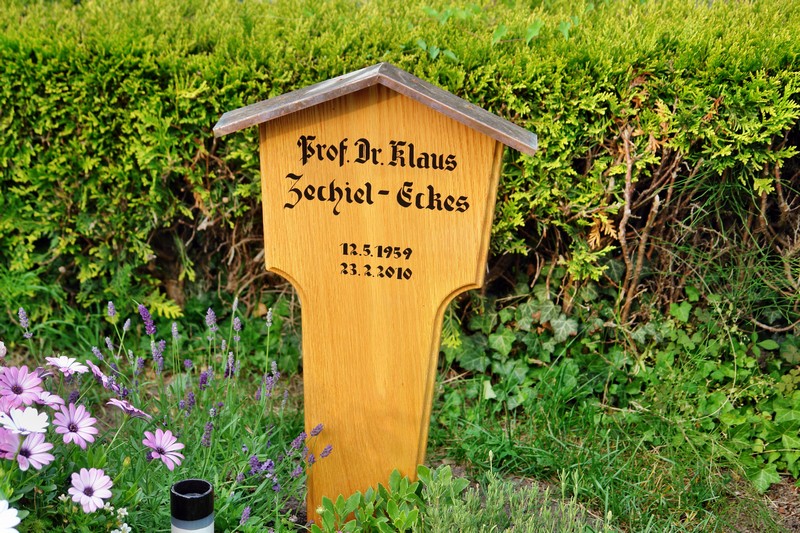 Prof. Dr. Klaus
Zechiel-Eckes
12.5.1959
23.2.2010